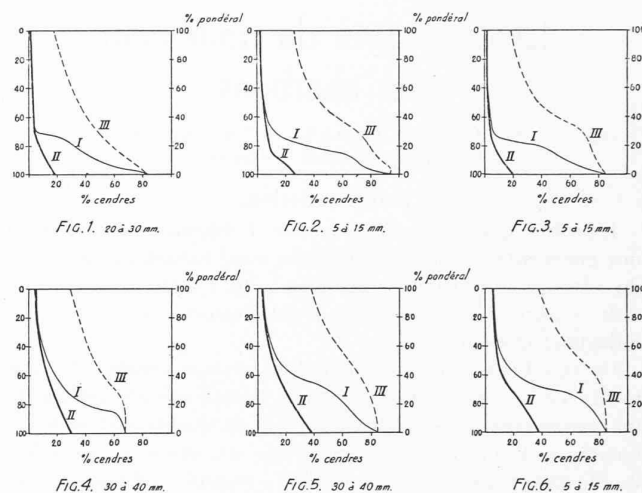 % pondéral
% pondéral
% pondéral
0 100 0 100 0 100
20 80 20 80 20 80
40 60 40 60 40 60
60 40 60 40 60 40
80 20 80 20 80 20
100 0 100 0 100 0
I II III
I II III
I II III
20 40 60 80
20 40 60 80
20 40 60 80
% cendres
% cendres
% cendres
FIG.1. 20 à 30 mm.
FIG.2. 5 à 15 mm.
FIG.3. 5 à 15 mm.
% pondéral
% pondéral
% pondéral
0 100 0 100 0 100
20 80 20 80 20 80
40 60 40 60 40 60
60 40 60 40 60 40
80 20 80 20 80 20
100 0 100 0 100 0
I II III
I II III
I II III
20 40 60 80
20 40 60 80
20 40 60 80
% cendres
% cendres
% cendres
FIG.4. 30 à 40 mm.
FIG.5. 30 à 40 mm.
FIG.6. 5 à 15 mm.